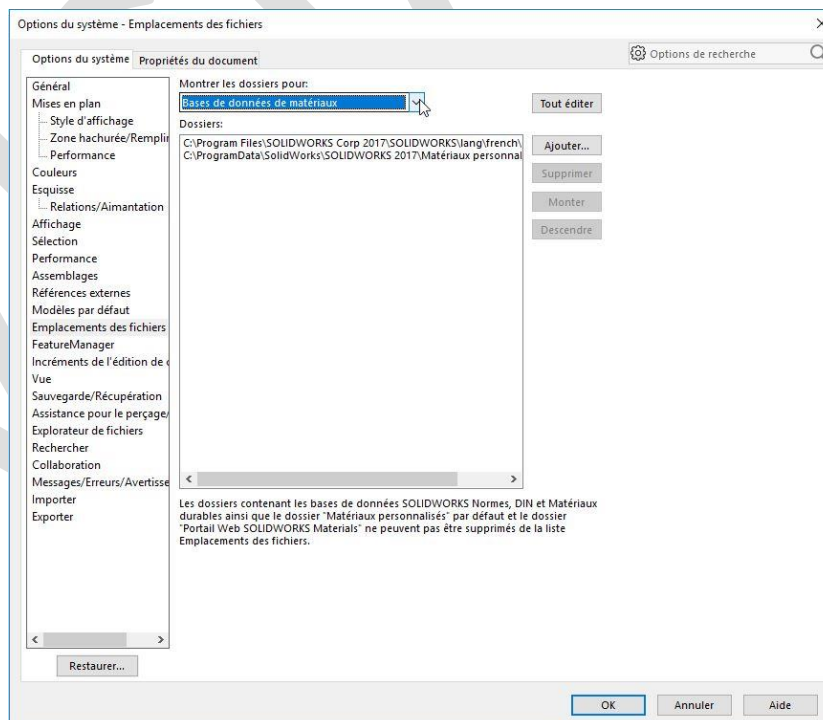 Options du système - Emplacements des fichiers
Options du système Propriétés du document
Options de recherche
Général
Mises en plan
Style d'affichage
Zone hachurée/Remplir
Performance
Couleurs
Esquisse
Relations/Aimantation
Affichage
Sélection
Performance
Assemblages
Références externes
Modèles par défaut
Emplacements des fichiers
FeatureManager
Incréments de l'édition de
Vue
Sauvegarde/Récupération
Assistance pour le perçage/
Explorateur de fichiers
Rechercher
Collaboration
Messages/Erreurs/Avertisse
Importer
Exporter
Restaurer...
Montrer les dossiers pour:
Bases de données de matériaux
Dossiers:
C:\Program Files\SOLIDWORKS Corp 2017\SOLIDWORKS\lang\french\
C:\ProgramData\SolidWorks\SOLIDWORKS 2017\Matériaux personnal
Tout éditer
Ajouter...
Supprimer
Monter
Descendre
Les dossiers contenant les bases de données SOLIDWORKS Normes, DIN et Matériaux
durables ainsi que le dossier "Matériaux personnalisés" par défaut et le dossier
"Portail Web SOLIDWORKS Materials" ne peuvent pas être supprimés de la liste
Emplacements des fichiers.
OK Annuler Aide